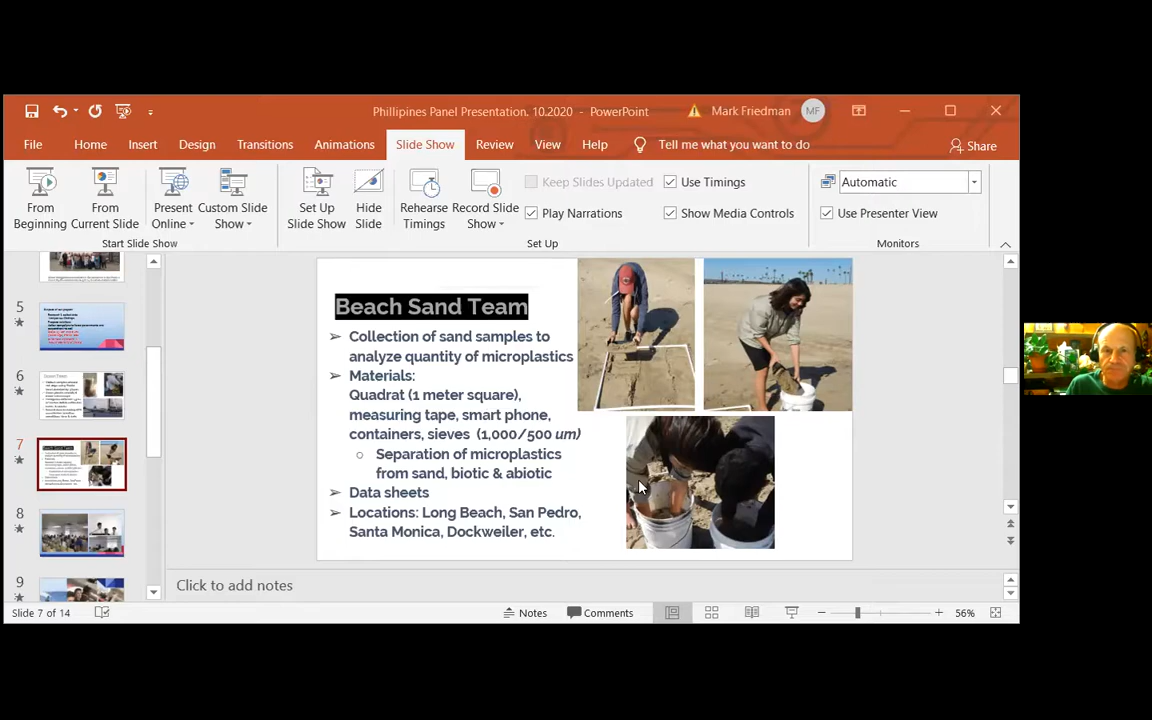 Phillipines Panel Presentation. 10.2020 - PowerPoint
Mark Friedman
MF
File Home Insert Design Transitions Animations Slide Show Review View Help Tell me what you want to do Share
From Beginning
From Current Slide
Present Online
Custom Slide Show
Start Slide Show
Set Up Slide Show
Hide Slide
Rehearse Timings
Record Slide Show
Keep Slides Updated
Play Narrations
Use Timings
Show Media Controls
Set Up
Automatic
Use Presenter View
Monitors
5
6
7
8
9
Beach Sand Team
➢ Collection of sand samples to
analyze quantity of microplastics
➢ Materials:
Quadrat (1 meter square),
measuring tape, smart phone,
containers, sieves (1,000/500 um)
○ Separation of microplastics
from sand, biotic & abiotic
➢ Data sheets
➢ Locations: Long Beach, San Pedro,
Santa Monica, Dockweiler, etc.
Click to add notes
Slide 7 of 14
Notes
Comments
56%